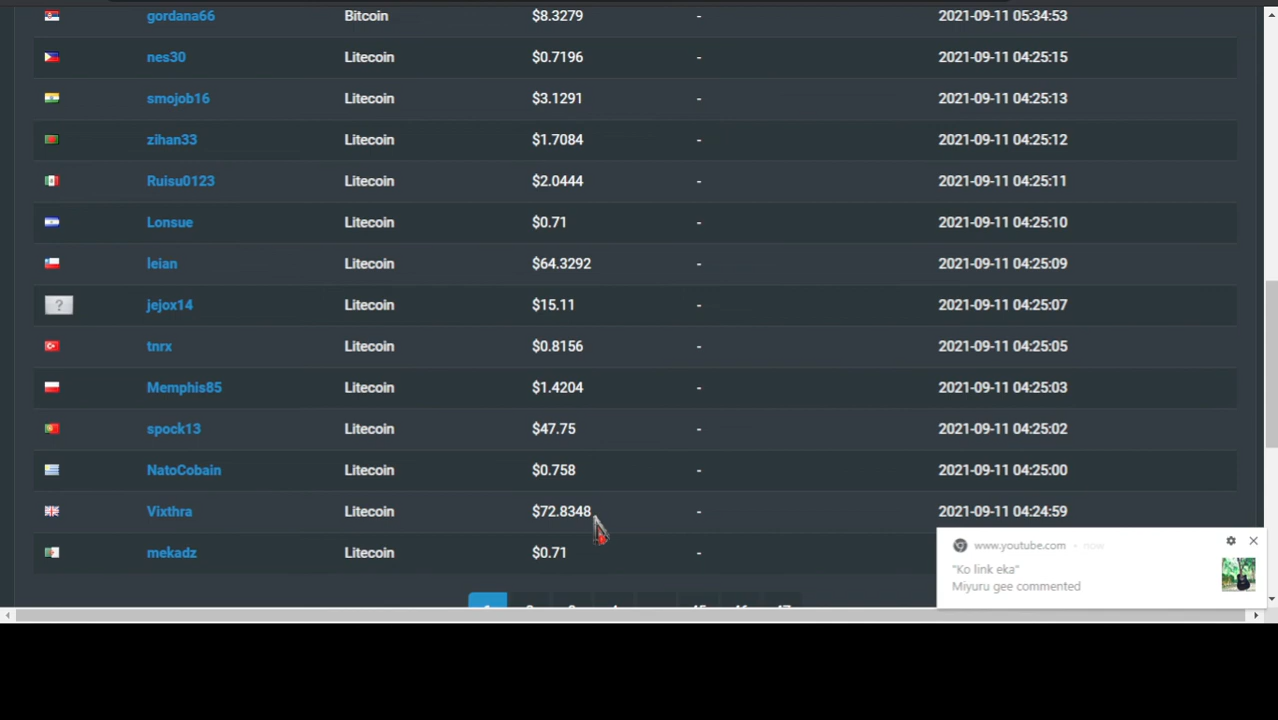 gordana66 Bitcoin $8.3279 2021-09-11 05:34:53
nes30 Litecoin $0.7196 - 2021-09-11 04:25:15
smojob16 Litecoin $3.1291 - 2021-09-11 04:25:13
zihan33 Litecoin $1.7084 - 2021-09-11 04:25:12
Ruisu0123 Litecoin $2.0444 - 2021-09-11 04:25:11
Lonsue Litecoin $0.71 - 2021-09-11 04:25:10
leian Litecoin $64.3292 - 2021-09-11 04:25:09
? jejox14 Litecoin $15.11 - 2021-09-11 04:25:07
tnrx Litecoin $0.8156 - 2021-09-11 04:25:05
Memphis85 Litecoin $1.4204 - 2021-09-11 04:25:03
spock13 Litecoin $47.75 - 2021-09-11 04:25:02
NatoCobain Litecoin $0.758 - 2021-09-11 04:25:00
Vixthra Litecoin $72.8348 - 2021-09-11 04:24:59
mekadz Litecoin $0.71 -
www.youtube.com • now
"Ko link eka"
Miyuru gee commented